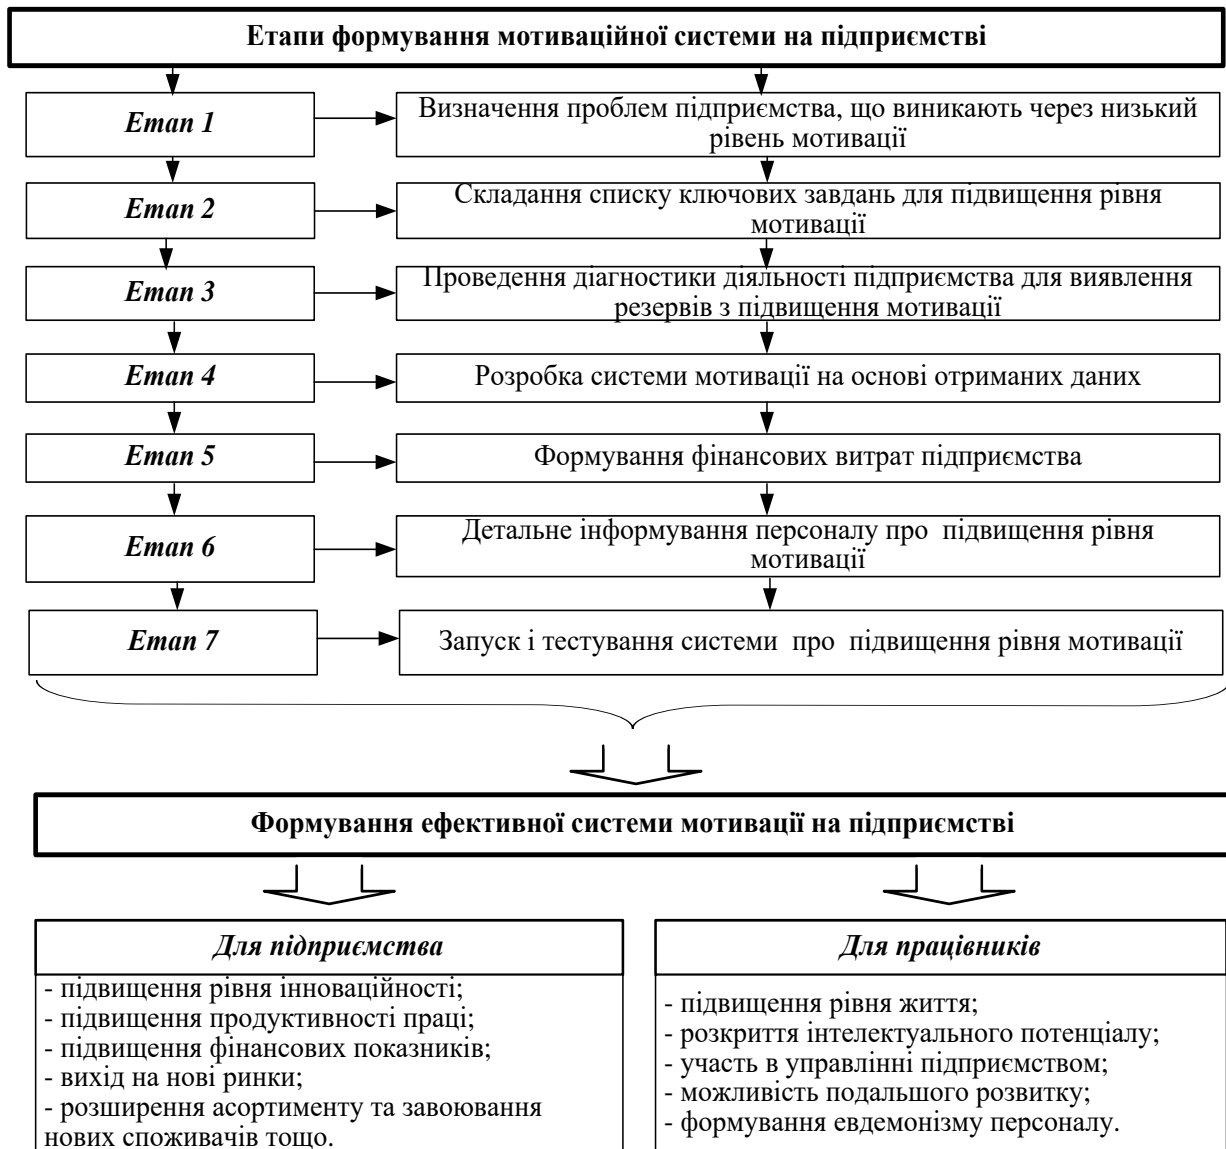 Етапи формування мотиваційної системи на підприємстві
Етап 1
Визначення проблем підприємства, що виникають через низький
рівень мотивації
Етап 2
Складання списку ключових завдань для підвищення рівня
мотивації
Етап 3
Проведення діагностики діяльності підприємства для виявлення
резервів з підвищення мотивації
Етап 4
Розробка системи мотивації на основі отриманих даних
Етап 5
Формування фінансових витрат підприємства
Етап 6
Детальне інформування персоналу про підвищення рівня
мотивації
Етап 7
Запуск і тестування системи про підвищення рівня мотивації
Формування ефективної системи мотивації на підприємстві
Для підприємства
- підвищення рівня інноваційності;
- підвищення продуктивності праці;
- підвищення фінансових показників;
- вихід на нові ринки;
- розширення асортименту та завоювання
нових споживачів тощо.
Для працівників
- підвищення рівня життя;
- розкриття інтелектуального потенціалу;
- участь в управлінні підприємством;
- можливість подальшого розвитку;
- формування евдемонізму персоналу.